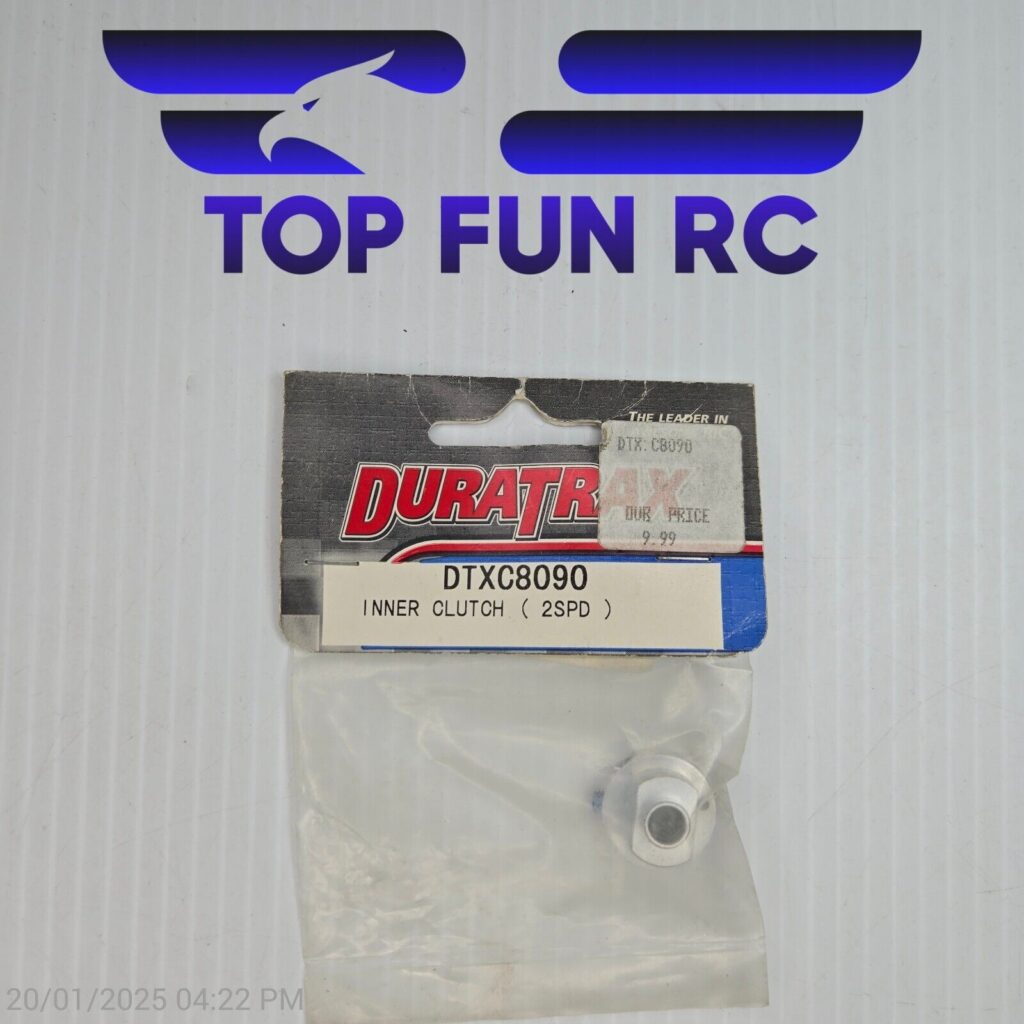 TOP FUN RC
THE LEADER IN
DTX.C8090
DURATRAX
OUR PRICE
9.99
DTXC8090
INNER CLUTCH ( 2SPD )
20/01/2025 04:22 PM